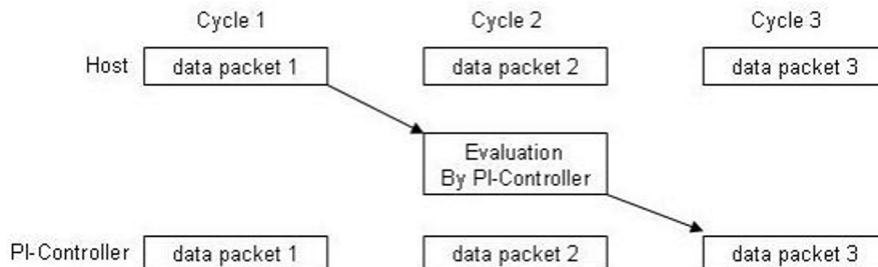 Cycle 1 Cycle 2 Cycle 3
Host data packet 1 data packet 2 data packet 3
Evaluation
By PI-Controller
PI-Controller data packet 1 data packet 2 data packet 3